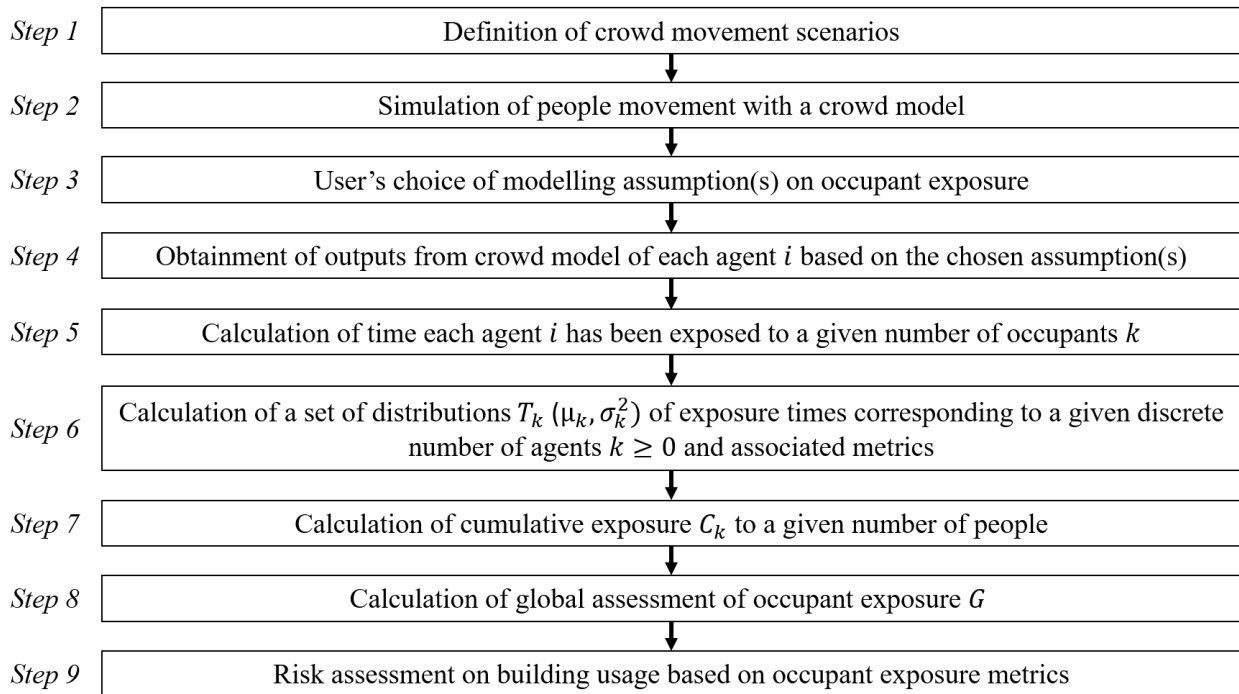 Step 1 Definition of crowd movement scenarios
Step 2 Simulation of people movement with a crowd model
Step 3 User’s choice of modelling assumption(s) on occupant exposure
Step 4 Obtainment of outputs from crowd model of each agent i based on the chosen assumption(s)
Step 5 Calculation of time each agent i has been exposed to a given number of occupants k
Step 6 Calculation of a set of distributions T_k (μ_k, σ_k^2) of exposure times corresponding to a given discrete
number of agents k ≥ 0 and associated metrics
Step 7 Calculation of cumulative exposure C_k to a given number of people
Step 8 Calculation of global assessment of occupant exposure G
Step 9 Risk assessment on building usage based on occupant exposure metrics